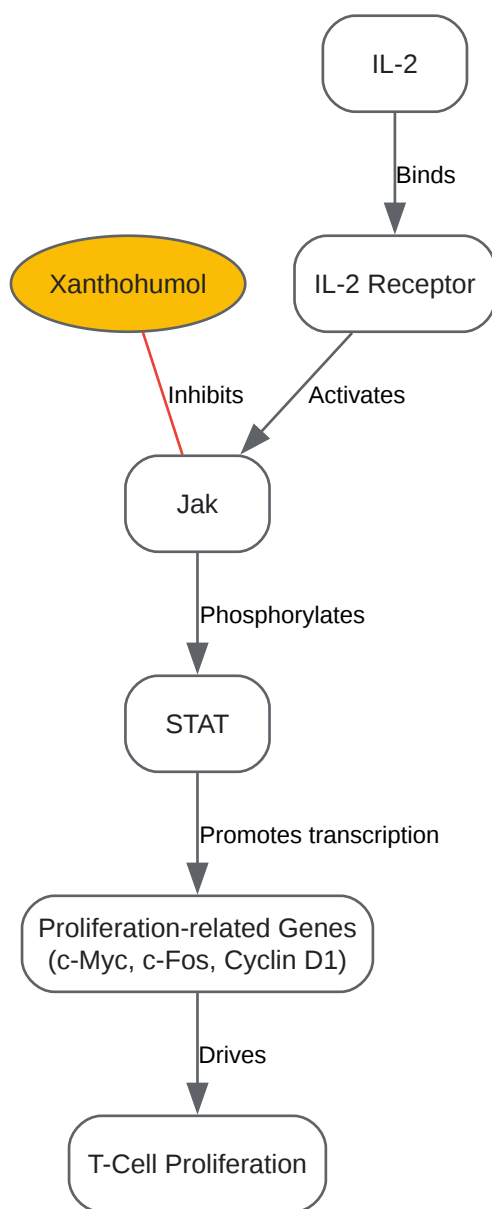 IL-2
Binds
Xanthohumol
IL-2 Receptor
Inhibits
Activates
Jak
Phosphorylates
STAT
Promotes transcription
Proliferation-related Genes
(c-Myc, c-Fos, Cyclin D1)
Drives
T-Cell Proliferation